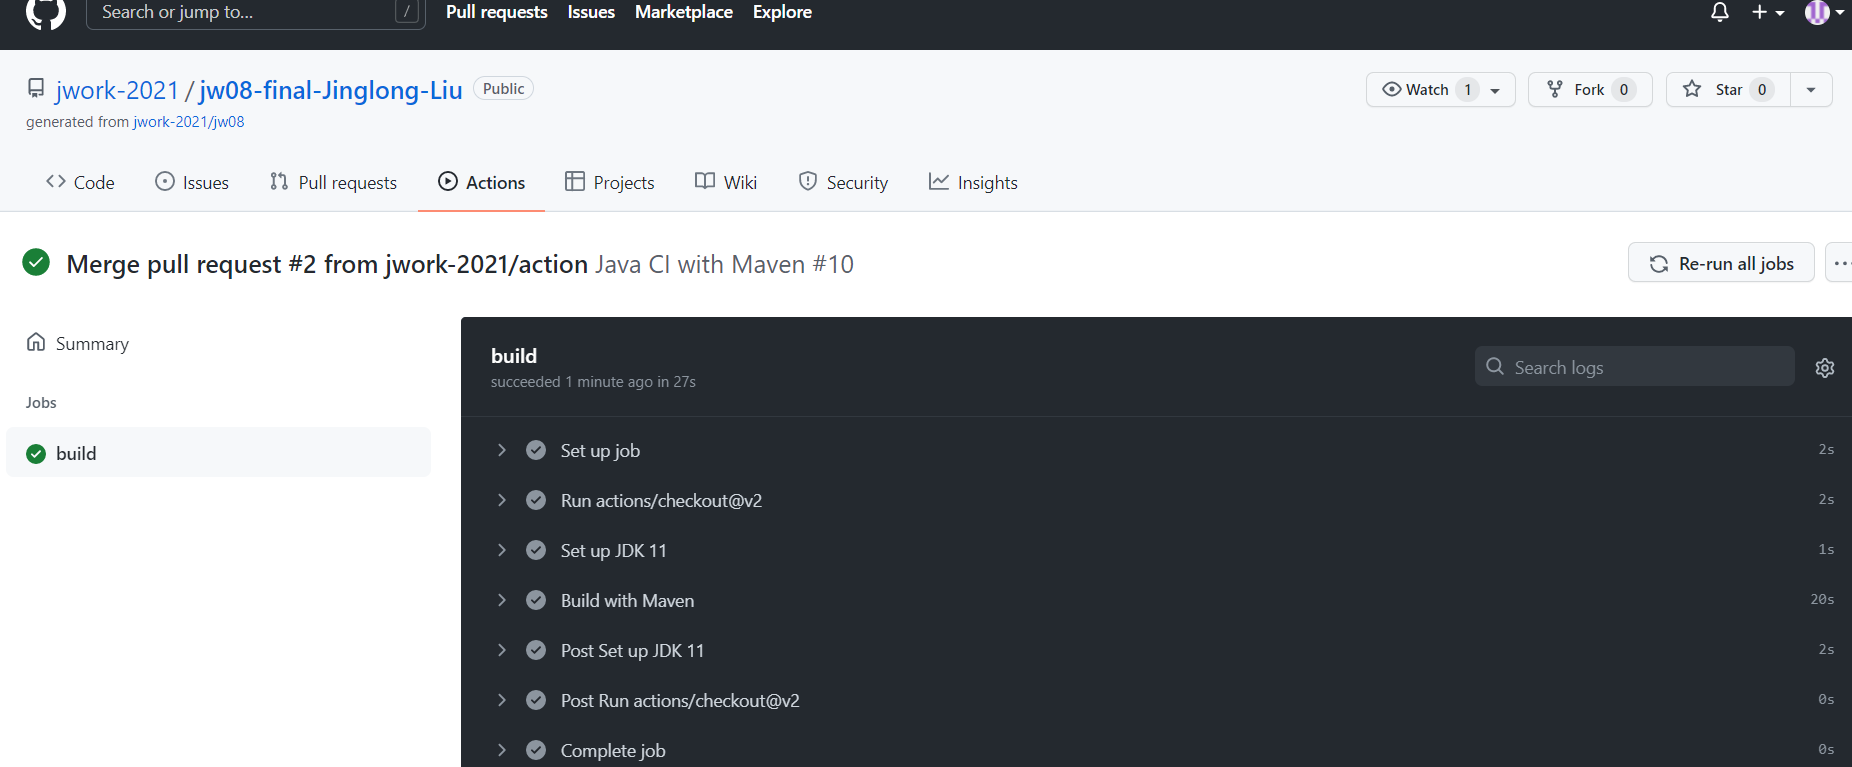 Search or jump to... / Pull requests Issues Marketplace Explore
jwork-2021 / jw08-final-Jinglong-Liu Public Watch 1 Fork 0 Star 0
generated from jwork-2021/jw08
Code Issues Pull requests Actions Projects Wiki Security Insights
Merge pull request #2 from jwork-2021/action Java CI with Maven #10 Re-run all jobs ...
Summary
build
Search logs
succeeded 1 minute ago in 27s
Jobs
build
Set up job 2s
Run actions/checkout@v2 2s
Set up JDK 11 1s
Build with Maven 20s
Post Set up JDK 11 2s
Post Run actions/checkout@v2 0s
Complete job 0s